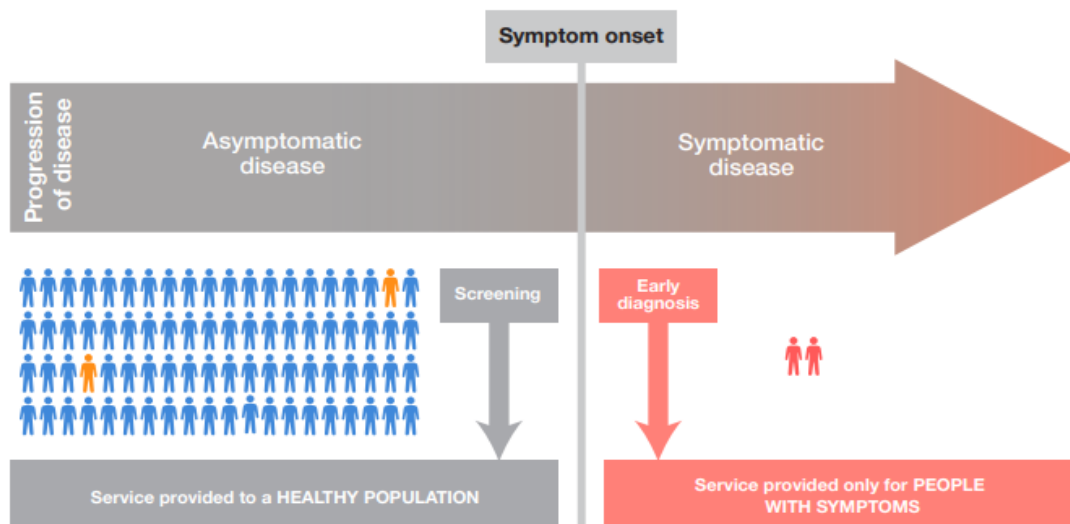 Symptom onset
Progression
of disease
Asymptomatic
disease
Symptomatic
disease
Screening
Early
diagnosis
Service provided to a HEALTHY POPULATION
Service provided only for PEOPLE
WITH SYMPTOMS